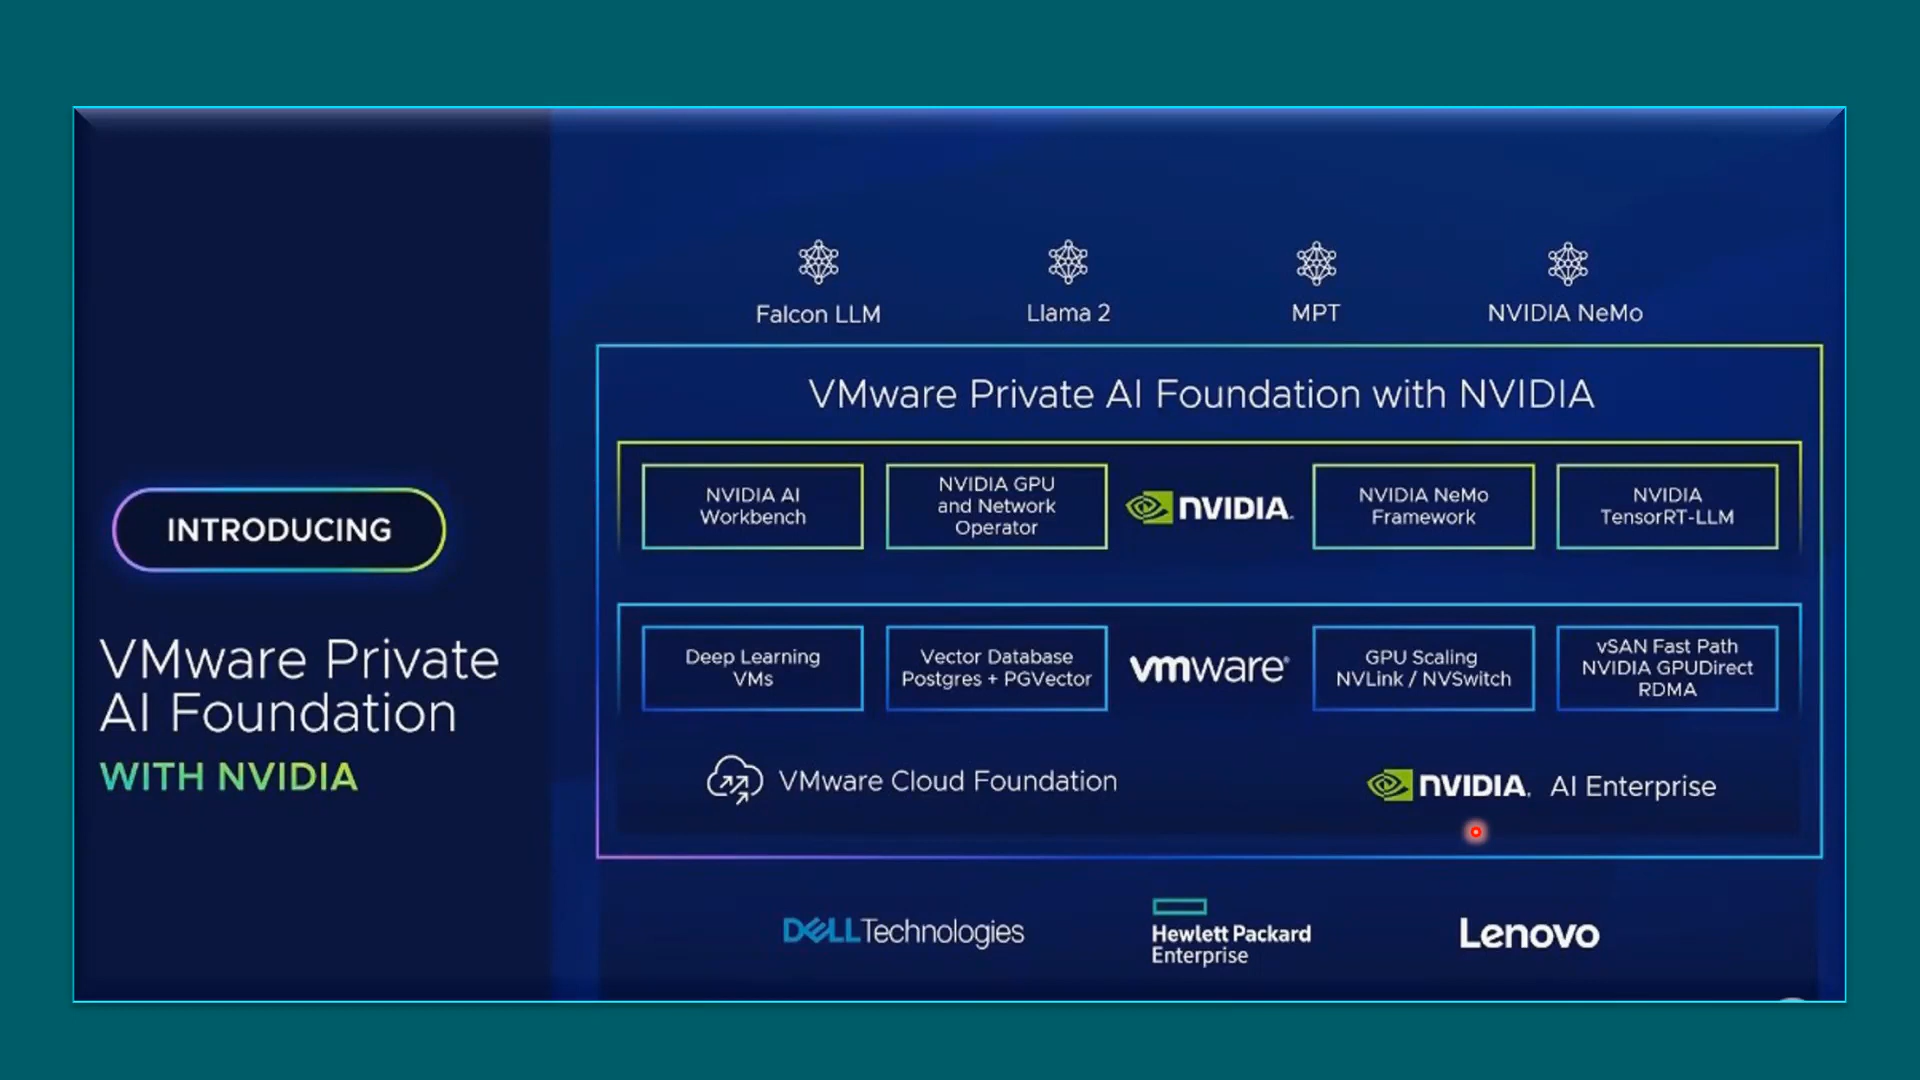 INTRODUCING
VMware Private
AI Foundation
WITH NVIDIA
Falcon LLM
Llama 2
MPT
NVIDIA NeMo
VMware Private AI Foundation with NVIDIA
NVIDIA AI
Workbench
NVIDIA GPU
and Network
Operator
NVIDIA.
NVIDIA NeMo
Framework
NVIDIA
TensorRT-LLM
Deep Learning
VMs
Vector Database
Postgres + PGVector
vmware®
GPU Scaling
NVLink / NVSwitch
vSAN Fast Path
NVIDIA GPUDirect
RDMA
VMware Cloud Foundation
NVIDIA. AI Enterprise
DELL Technologies
Hewlett Packard
Enterprise
Lenovo